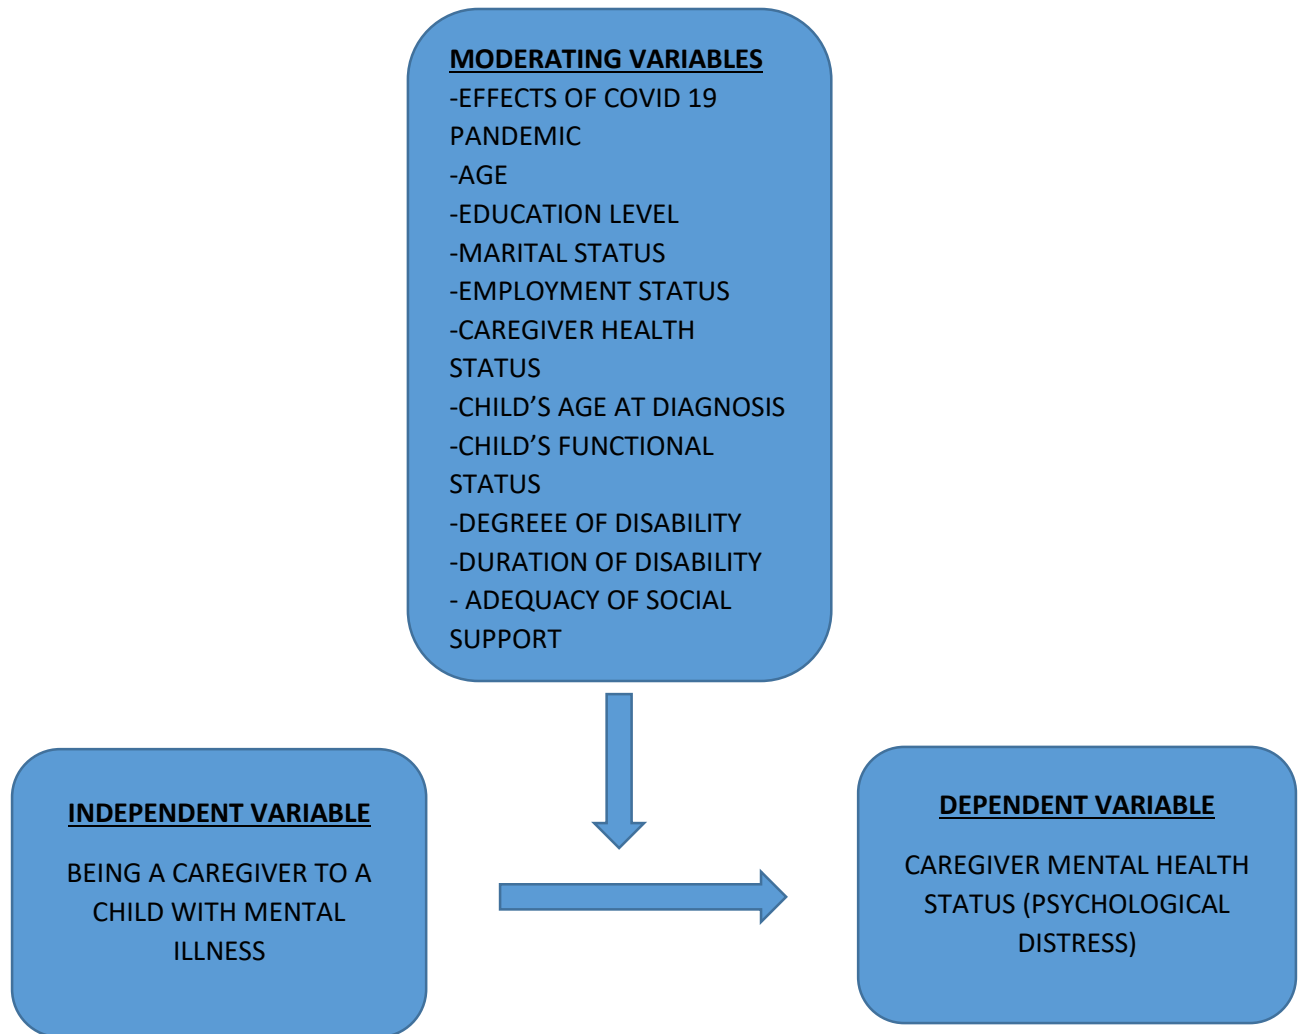 MODERATING VARIABLES
-EFFECTS OF COVID 19
PANDEMIC
-AGE
-EDUCATION LEVEL
-MARITAL STATUS
-EMPLOYMENT STATUS
-CAREGIVER HEALTH
STATUS
-CHILD’S AGE AT DIAGNOSIS
-CHILD’S FUNCTIONAL
STATUS
-DEGREEE OF DISABILITY
-DURATION OF DISABILITY
- ADEQUACY OF SOCIAL
SUPPORT
INDEPENDENT VARIABLE
BEING A CAREGIVER TO A
CHILD WITH MENTAL
ILLNESS
DEPENDENT VARIABLE
CAREGIVER MENTAL HEALTH
STATUS (PSYCHOLOGICAL
DISTRESS)